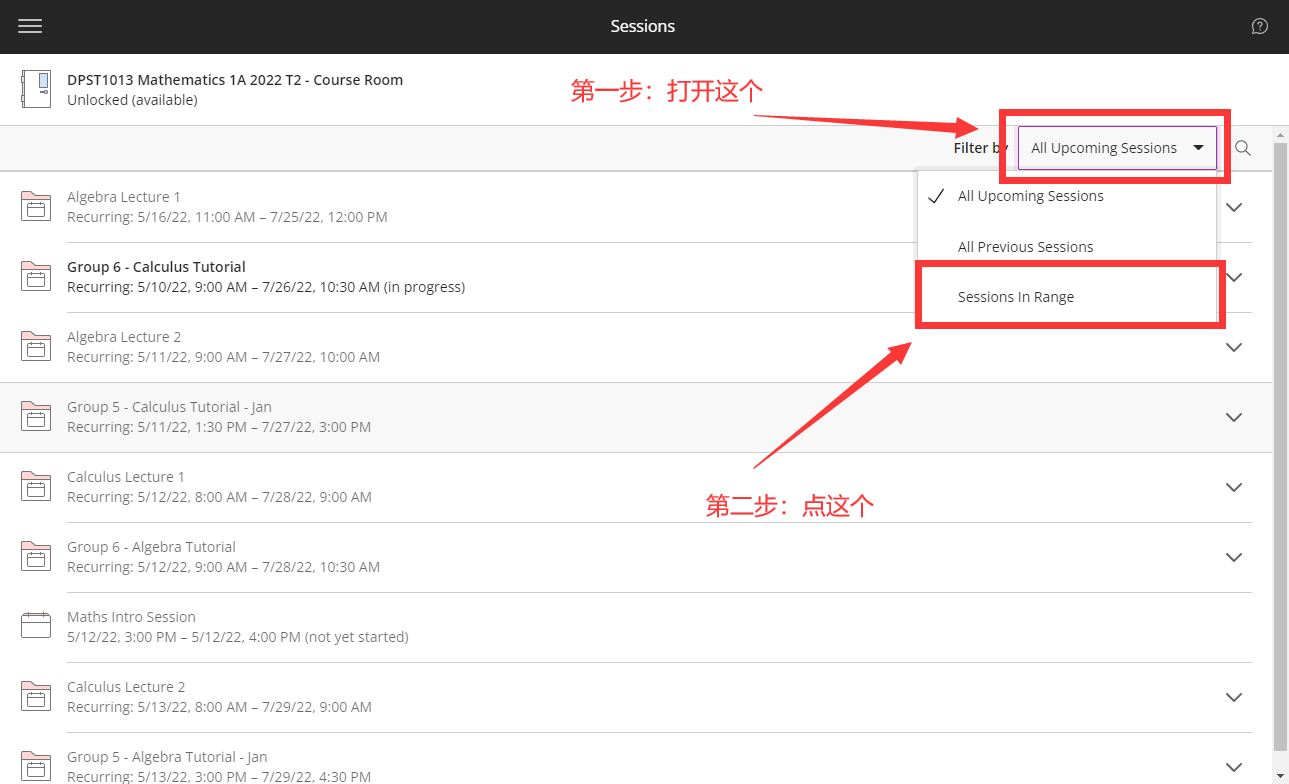 Sessions
DPST1013 Mathematics 1A 2022 T2 - Course Room
Unlocked (available)
第一步：打开这个
Filter by
All Upcoming Sessions
All Upcoming Sessions
All Previous Sessions
Sessions In Range
Algebra Lecture 1
Recurring: 5/16/22, 11:00 AM – 7/25/22, 12:00 PM
Group 6 - Calculus Tutorial
Recurring: 5/10/22, 9:00 AM – 7/26/22, 10:30 AM (in progress)
Algebra Lecture 2
Recurring: 5/11/22, 9:00 AM – 7/27/22, 10:00 AM
Group 5 - Calculus Tutorial - Jan
Recurring: 5/11/22, 1:30 PM – 7/27/22, 3:00 PM
Calculus Lecture 1
Recurring: 5/12/22, 8:00 AM – 7/28/22, 9:00 AM
第二步：点这个
Group 6 - Algebra Tutorial
Recurring: 5/12/22, 9:00 AM – 7/28/22, 10:30 AM
Maths Intro Session
5/12/22, 3:00 PM – 5/12/22, 4:00 PM (not yet started)
Calculus Lecture 2
Recurring: 5/13/22, 8:00 AM – 7/29/22, 9:00 AM
Group 5 - Algebra Tutorial - Jan
Recurring: 5/13/22, 3:00 PM – 7/29/22, 4:30 PM